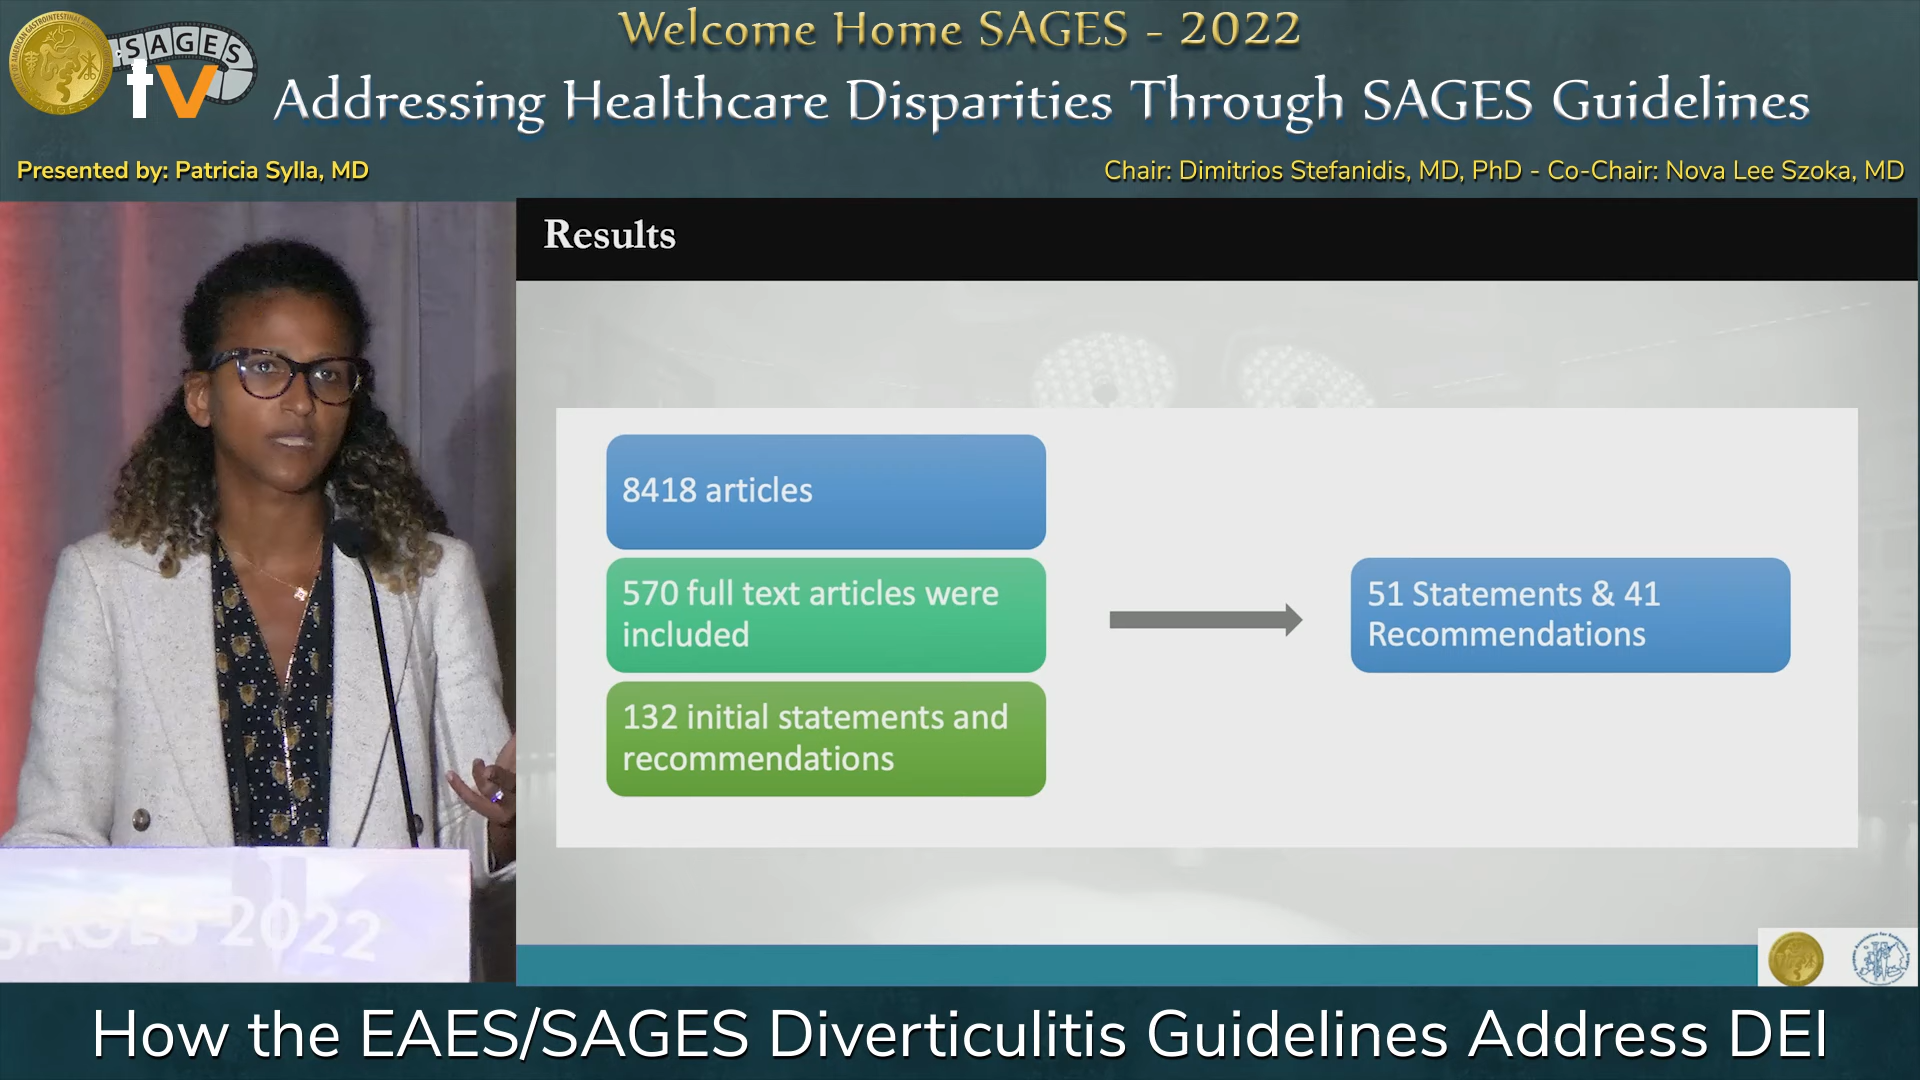 Welcome Home SAGES - 2022
SAGES
tv
Addressing Healthcare Disparities Through SAGES Guidelines
Presented by: Patricia Sylla, MD
Chair: Dimitrios Stefanidis, MD, PhD - Co-Chair: Nova Lee Szoka, MD
Results
8418 articles
570 full text articles were
included
132 initial statements and
recommendations
51 Statements & 41
Recommendations
SAGES 2022
How the EAES/SAGES Diverticulitis Guidelines Address DEI